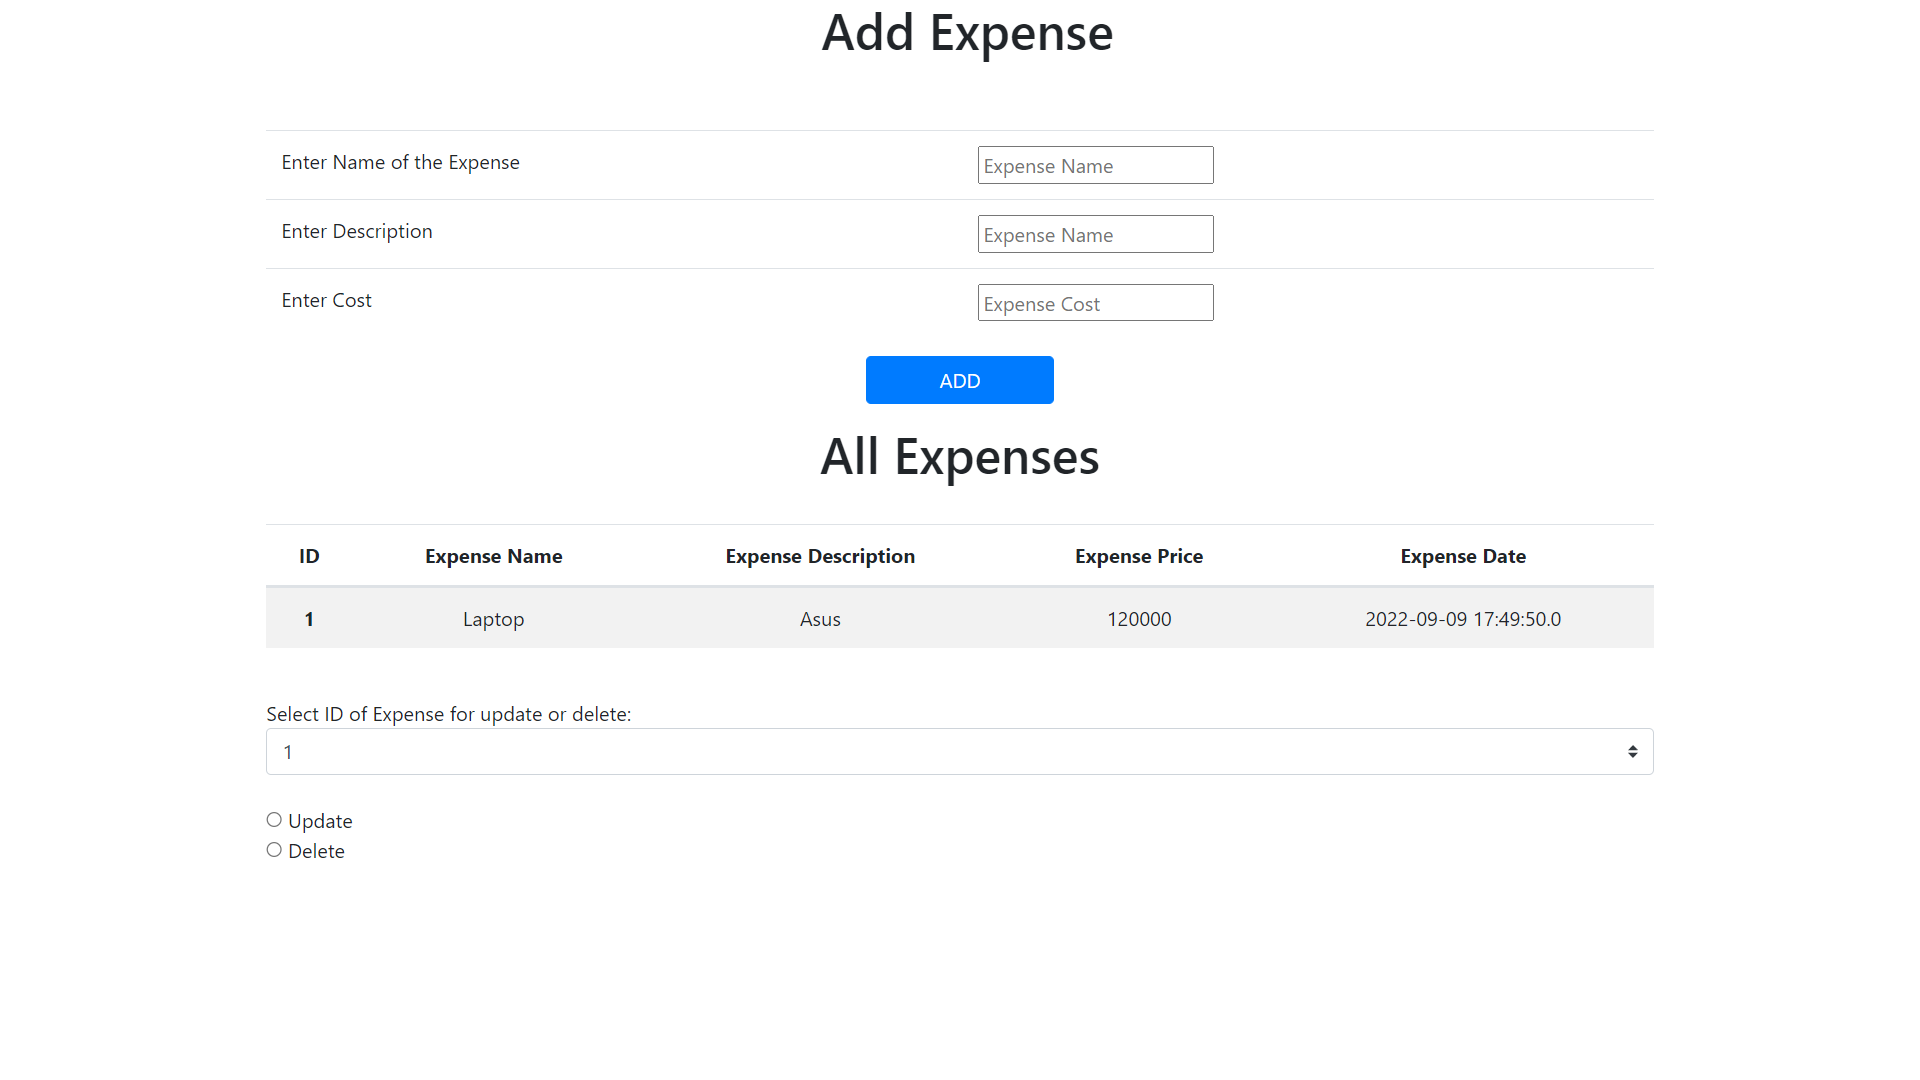 Add Expense
Enter Name of the Expense Expense Name
Enter Description Expense Name
Enter Cost Expense Cost
ADD
All Expenses
ID Expense Name Expense Description Expense Price Expense Date
1 Laptop Asus 120000 2022-09-09 17:49:50.0
Select ID of Expense for update or delete:
1
Update
Delete